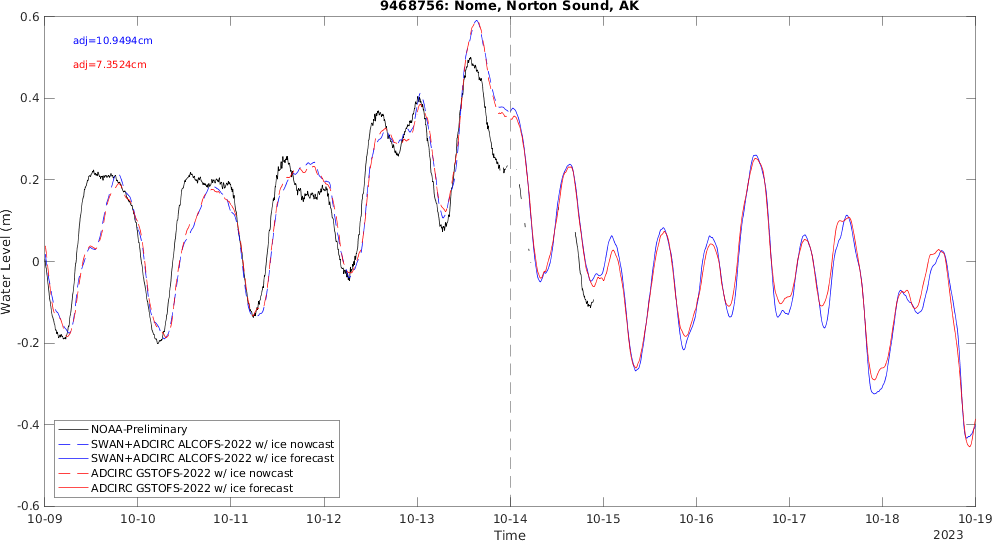 9468756: Nome, Norton Sound, AK
adj=10.9494cm
adj=7.3524cm
Water Level (m)
0.6
0.4
0.2
0
-0.2
-0.4
-0.6
NOAA-Preliminary
SWAN+ADCIRC ALCOFS-2022 w/ ice nowcast
SWAN+ADCIRC ALCOFS-2022 w/ ice forecast
ADCIRC GSTOFS-2022 w/ ice nowcast
ADCIRC GSTOFS-2022 w/ ice forecast
10-09 10-10 10-11 10-12 10-13 10-14 10-15 10-16 10-17 10-18 10-19
Time
2023